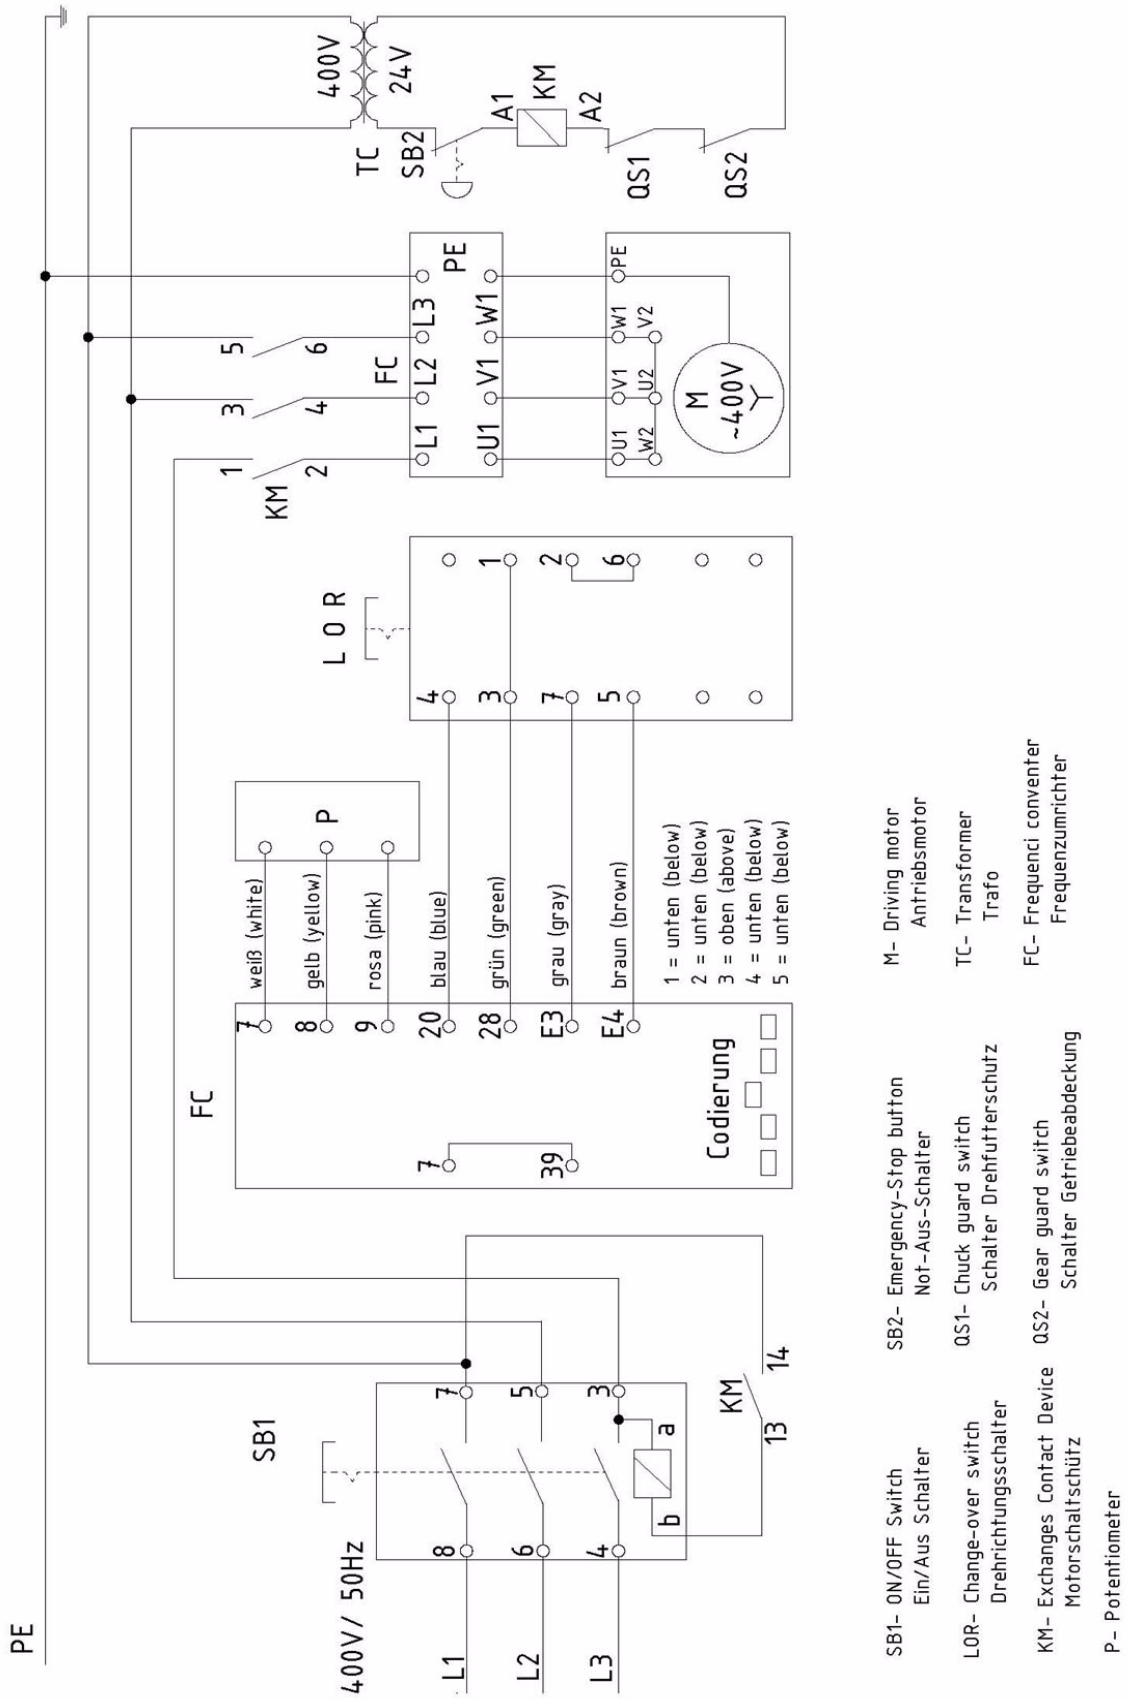 PE
400V/ 50Hz
L1
L2
L3
SB1
8
6
4
7
5
3
b
a
KM
13
14
FC
7
39
Codierung
7
8
9
20
28
E3
E4
weiß (white)
gelb (yellow)
rosa (pink)
blau (blue)
grün (green)
grau (gray)
braun (brown)
P
1 = unten (below)
2 = unten (below)
3 = oben (above)
4 = unten (below)
5 = unten (below)
L O R
4
3
7
5
1
2
6
KM
1
3
5
2
4
6
FC
L1
L2
L3
PE
U1
V1
W1
U1
V1
W1
PE
W2
U2
V2
M
~400V
TC
400V
24V
SB2
A1
KM
A2
QS1
QS2
SB1- ON/OFF Switch
Ein/Aus Schalter
LOR- Change-over switch
Drehrichtungsschalter
KM- Exchanges Contact Device
Motorschaltschütz
P- Potentiometer
SB2- Emergency-Stop button
Not-Aus-Schalter
QS1- Chuck guard switch
Schalter Drehfutterschutz
QS2- Gear guard switch
Schalter Getriebeabdeckung
M- Driving motor
Antriebsmotor
TC- Transformer
Trafo
FC- Frequenci conventer
Frequenzumrichter